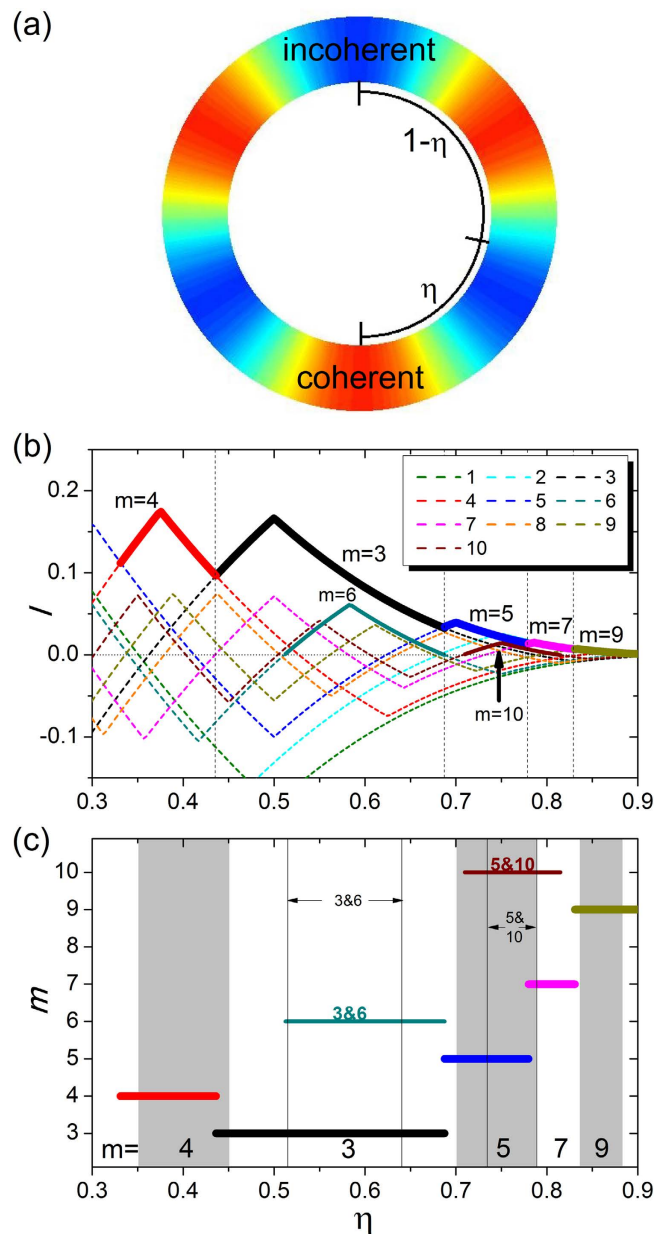 (a)
incoherent
1-η
η
coherent
(b)
0.2
0.1
0.0
-0.1
I
m=4
m=3
m=6
m=5
m=7
m=9
m=10
1 2 3
4 5 6
7 8 9
10
0.3 0.4 0.5 0.6 0.7 0.8 0.9
(c)
10
9
8
7
6
5
4
3
m
5&10
3&6
5&
10
3&6
m= 4 3 5 7 9
0.3 0.4 0.5 0.6 0.7 0.8 0.9
η